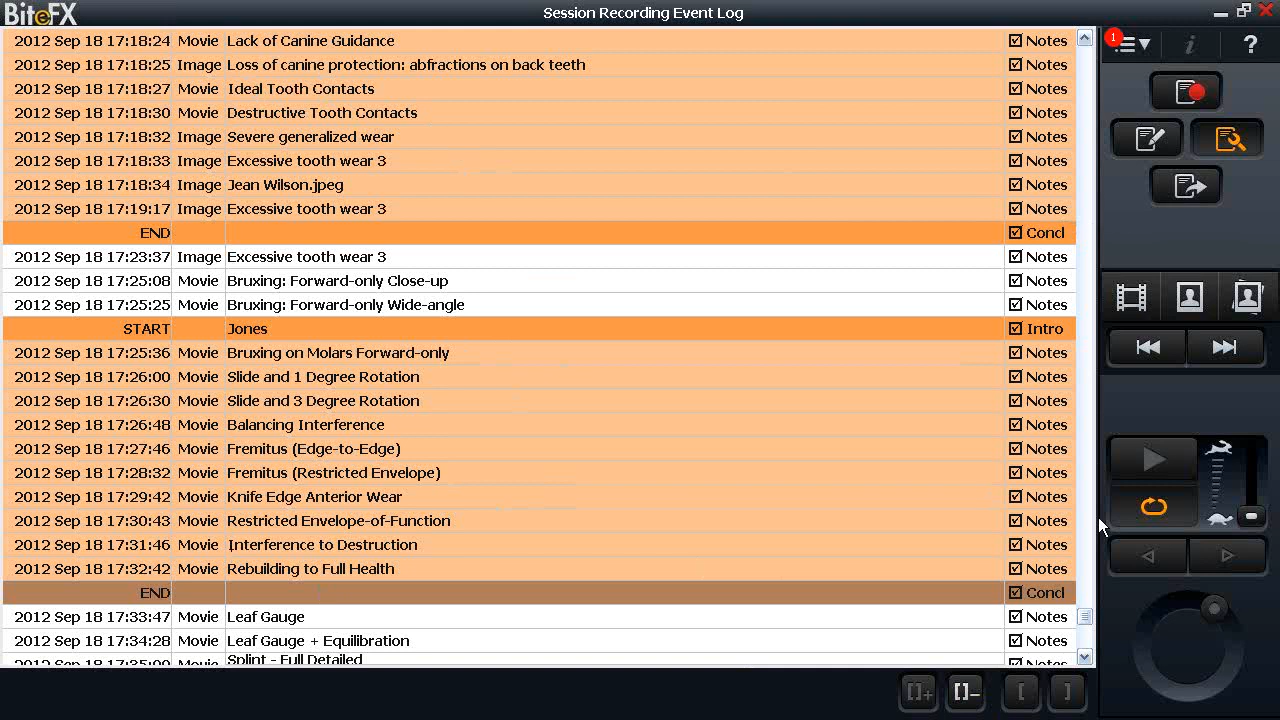 BiteFX
Session Recording Event Log
2012 Sep 18 17:18:24 Movie Lack of Canine Guidance Notes
2012 Sep 18 17:18:25 Image Loss of canine protection: abfractions on back teeth Notes
2012 Sep 18 17:18:27 Movie Ideal Tooth Contacts Notes
2012 Sep 18 17:18:30 Movie Destructive Tooth Contacts Notes
2012 Sep 18 17:18:32 Image Severe generalized wear Notes
2012 Sep 18 17:18:33 Image Excessive tooth wear 3 Notes
2012 Sep 18 17:18:34 Image Jean Wilson.jpeg Notes
2012 Sep 18 17:19:17 Image Excessive tooth wear 3 Notes
END Concl
2012 Sep 18 17:23:37 Image Excessive tooth wear 3 Notes
2012 Sep 18 17:25:08 Movie Bruxing: Forward-only Close-up Notes
2012 Sep 18 17:25:25 Movie Bruxing: Forward-only Wide-angle Notes
START Jones Intro
2012 Sep 18 17:25:36 Movie Bruxing on Molars Forward-only Notes
2012 Sep 18 17:26:00 Movie Slide and 1 Degree Rotation Notes
2012 Sep 18 17:26:30 Movie Slide and 3 Degree Rotation Notes
2012 Sep 18 17:26:48 Movie Balancing Interference Notes
2012 Sep 18 17:27:46 Movie Fremitus (Edge-to-Edge) Notes
2012 Sep 18 17:28:32 Movie Fremitus (Restricted Envelope) Notes
2012 Sep 18 17:29:42 Movie Knife Edge Anterior Wear Notes
2012 Sep 18 17:30:43 Movie Restricted Envelope-of-Function Notes
2012 Sep 18 17:31:46 Movie Interference to Destruction Notes
2012 Sep 18 17:32:42 Movie Rebuilding to Full Health Notes
END Concl
2012 Sep 18 17:33:47 Movie Leaf Gauge Notes
2012 Sep 18 17:34:28 Movie Leaf Gauge + Equilibration Notes
2012 Sep 18 Movie Splint - Full Detailed Notes
1
i ?
[ ]+ [ ]- [ ]